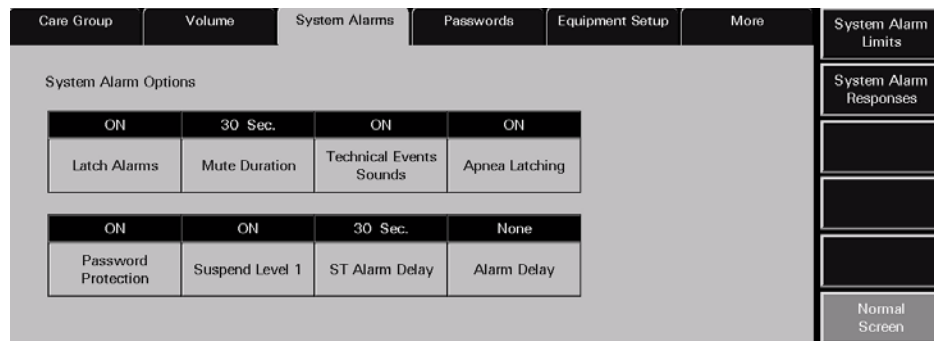 Care Group Volume System Alarms Passwords Equipment Setup More
System Alarm
Limits
System Alarm
Responses
System Alarm Options
ON 30 Sec. ON ON
Latch Alarms Mute Duration Technical Events
Sounds Apnea Latching
ON ON 30 Sec. None
Password
Protection Suspend Level 1 ST Alarm Delay Alarm Delay
Normal
Screen